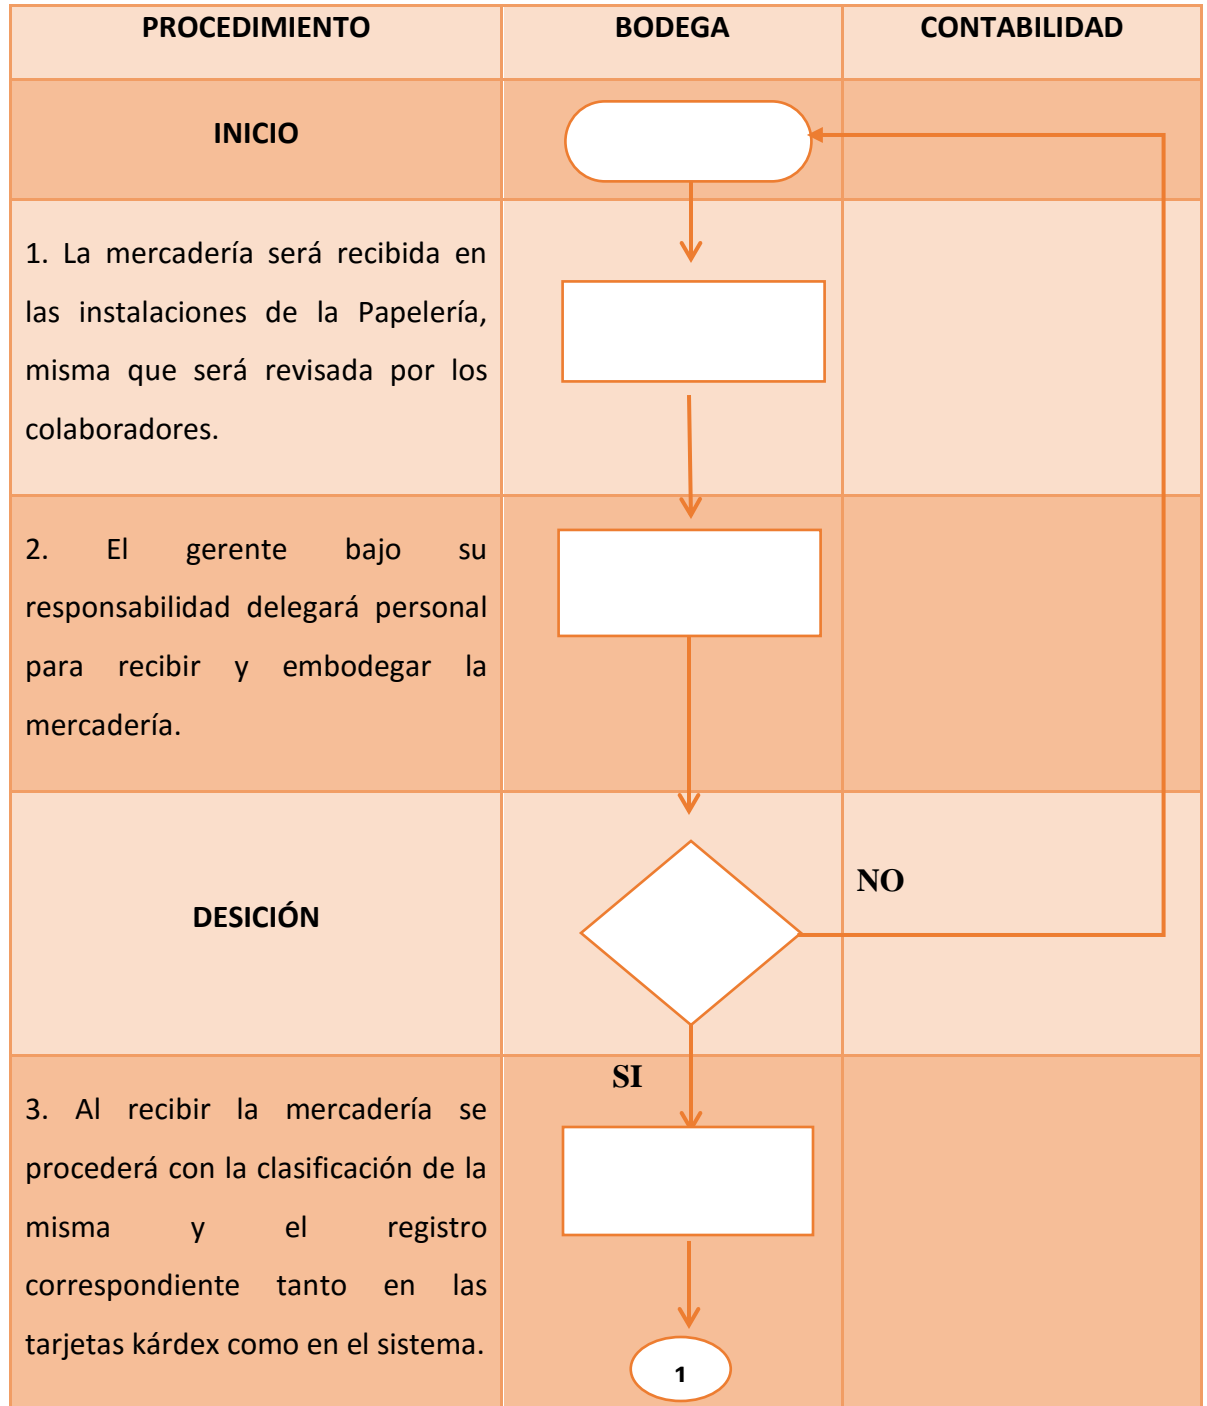 PROCEDIMIENTO BODEGA CONTABILIDAD
INICIO
1. La mercadería será recibida en
las instalaciones de la Papelería,
misma que será revisada por los
colaboradores.
2. El gerente bajo su
responsabilidad delegará personal
para recibir y embodegar la
mercadería.
DESICIÓN
NO
SI
3. Al recibir la mercadería se
procederá con la clasificación de la
misma y el registro
correspondiente tanto en las
tarjetas kárdex como en el sistema.
1